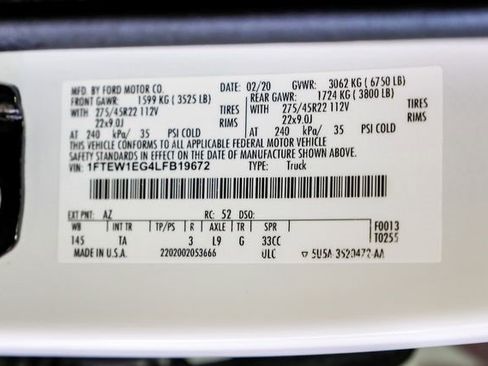 MFD. BY FORD MOTOR CO. DATE: 02/20 GVWR: 3062 KG ( 6750 LB)
FRONT GAWR: 1599 KG ( 3525 LB) REAR GAWR: 1724 KG ( 3800 LB)
WITH 275/45R22 112V TIRES WITH 275/45R22 112V TIRES
22x9.0J RIMS 22x9.0J RIMS
AT 240 kPa/ 35 PSI COLD AT 240 kPa/ 35 PSI COLD
THIS VEHICLE CONFORMS TO ALL APPLICABLE FEDERAL MOTOR VEHICLE
SAFETY STANDARDS IN EFFECT ON THE DATE OF MANUFACTURE SHOWN ABOVE.
VIN: 1FTEW1EG4LFB19672 TYPE: Truck
EXT PNT: AZ RC: 52 DSO: F0013
WB INT TR TP/PS R AXLE TR SPR T0255
145 TA 3 L9 G 33CC
MADE IN U.S.A. 2202002053666 ULC ▽ 5U5A-3520472-AA